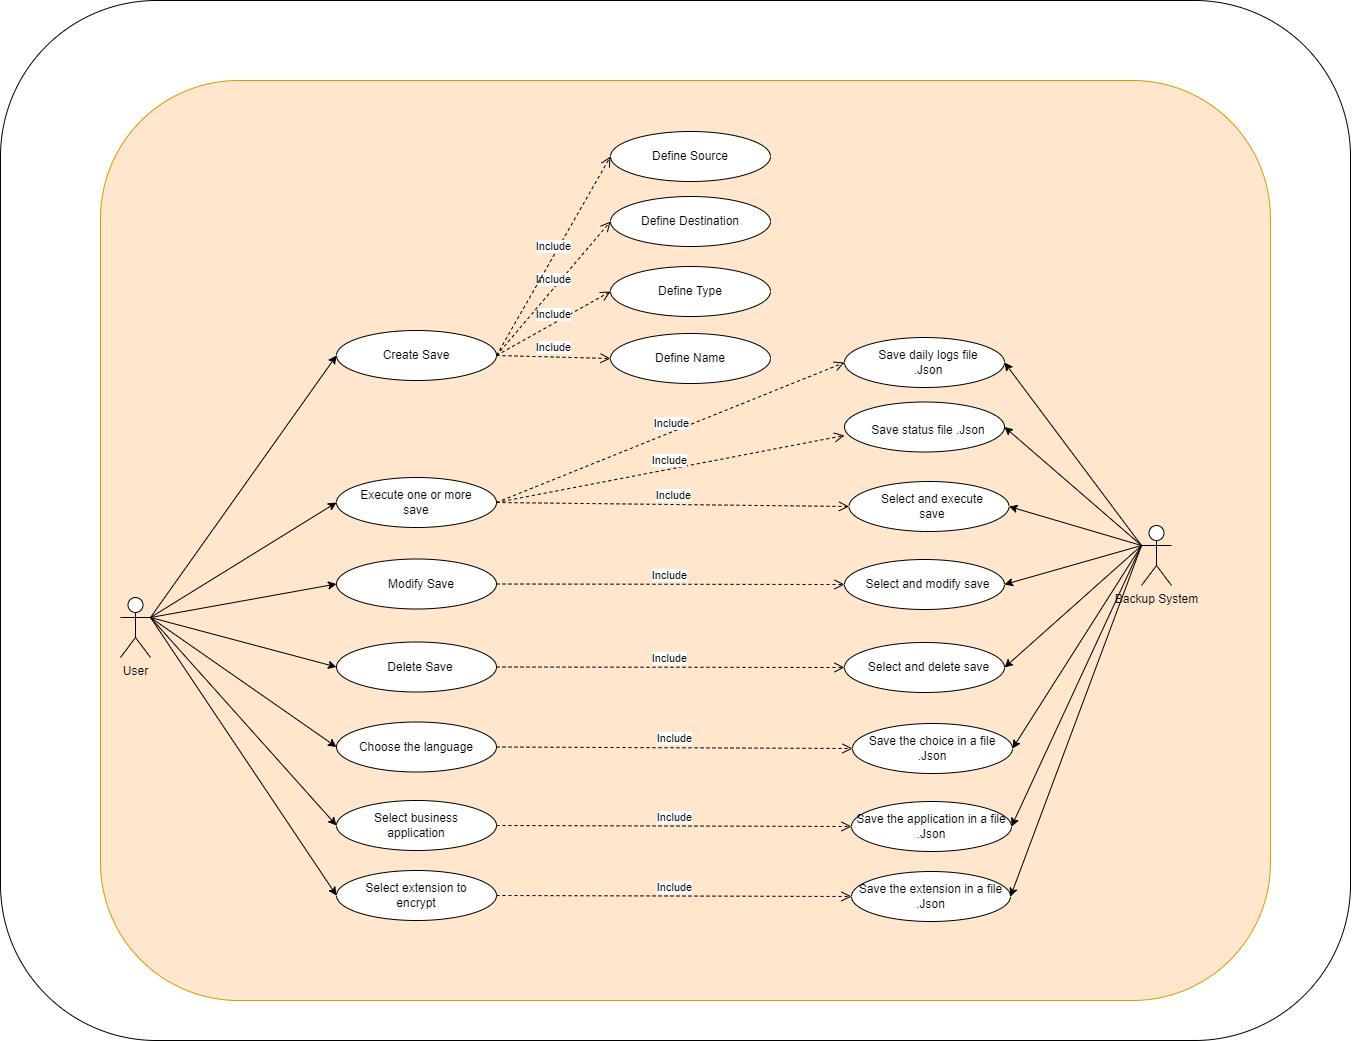 Define Source
Define Destination
Include
Include
Define Type
Include
Include
Create Save
Define Name
Save daily logs file
.Json
Include
Save status file .Json
Include
Execute one or more
save
Include
Select and execute
save
Modify Save
Include
Select and modify save
Backup System
User
Delete Save
Include
Select and delete save
Choose the language
Include
Save the choice in a file
.Json
Select business
application
Include
Save the application in a file
.Json
Select extension to
encrypt
Include
Save the extension in a file
.Json